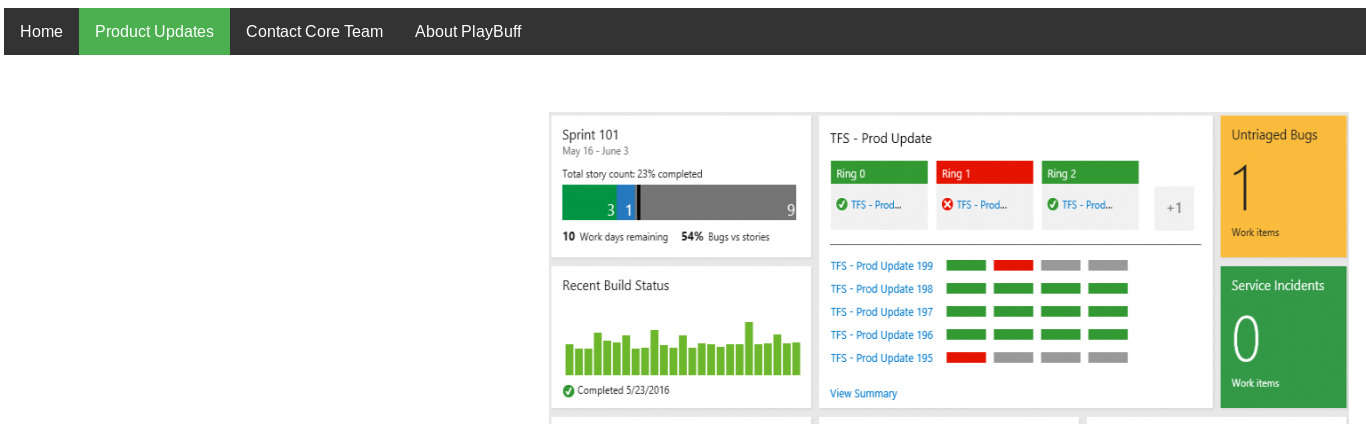 Home Product Updates Contact Core Team About PlayBuff
Sprint 101
May 16 - June 3
Total story count: 23% completed
3 1 9
10 Work days remaining 54% Bugs vs stories
Recent Build Status
Completed 5/23/2016
TFS - Prod Update
Ring 0 Ring 1 Ring 2
TFS - Prod... TFS - Prod... TFS - Prod... +1
TFS - Prod Update 199
TFS - Prod Update 198
TFS - Prod Update 197
TFS - Prod Update 196
TFS - Prod Update 195
View Summary
Untriaged Bugs
1
Work items
Service Incidents
0
Work items